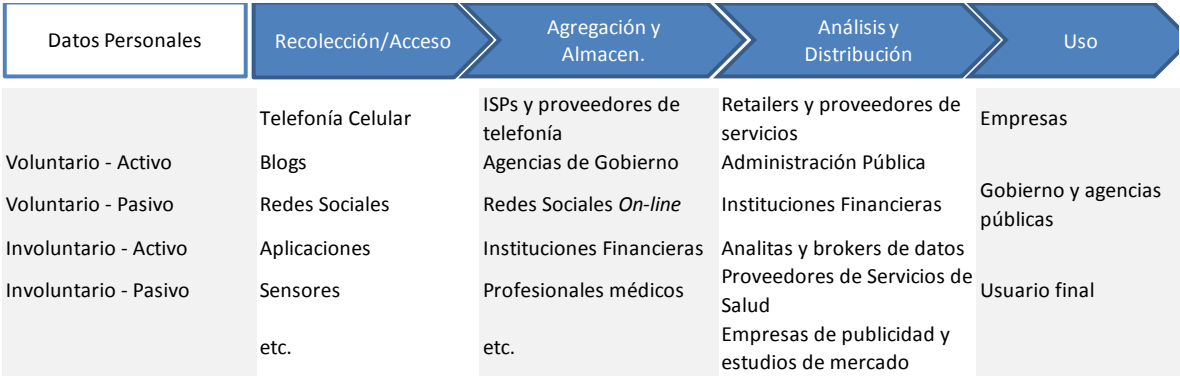 Datos Personales
Recolección/Acceso
Agregación y
Almacen.
Análisis y
Distribución
Uso
Voluntario - Activo
Voluntario - Pasivo
Involuntario - Activo
Involuntario - Pasivo
Telefonía Celular
Blogs
Redes Sociales
Aplicaciones
Sensores
etc.
ISPs y proveedores de
telefonía
Agencias de Gobierno
Redes Sociales On-line
Instituciones Financieras
Profesionales médicos
etc.
Retailers y proveedores de
servicios
Administración Pública
Instituciones Financieras
Analitas y brokers de datos
Proveedores de Servicios de
Salud
Empresas de publicidad y
estudios de mercado
Empresas
Gobierno y agencias
públicas
Usuario final